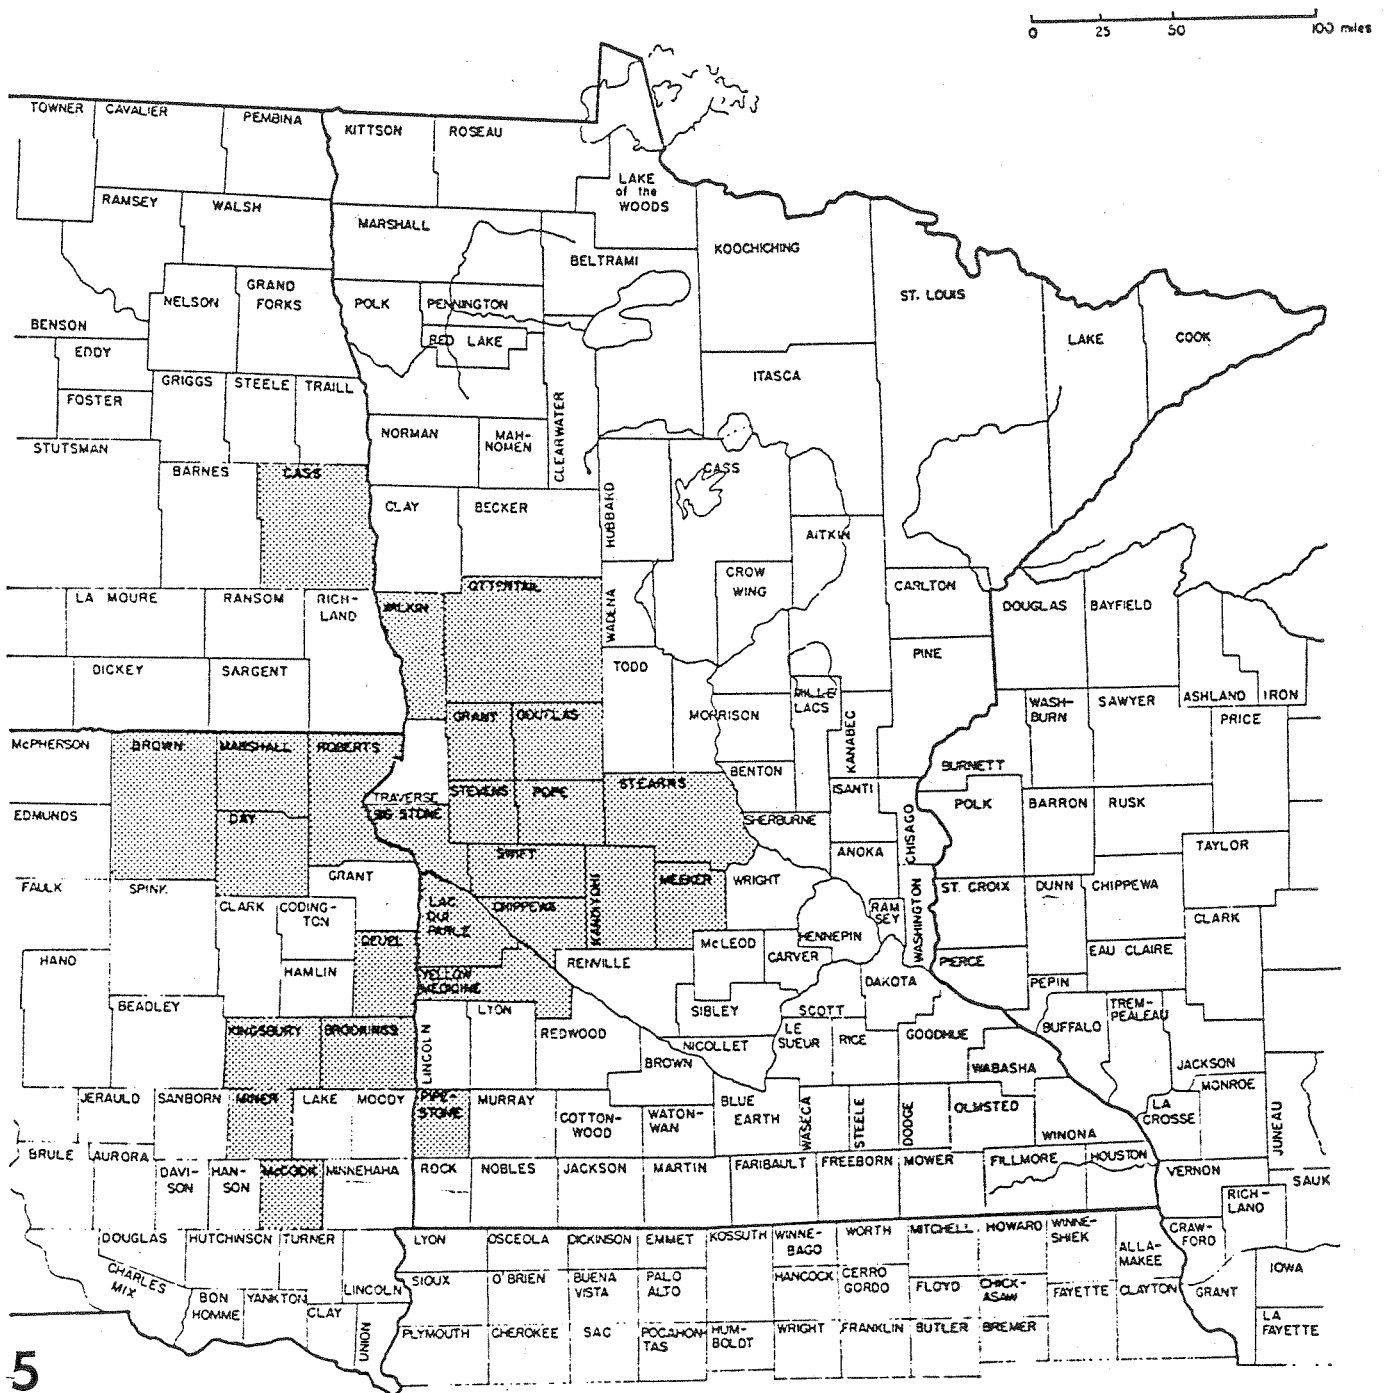 0 25 50 100 miles
TOWNER
CAVALIER
PEMBINA
KITTSON
ROSEAU
LAKE
of the
WOODS
RAMSEY
WALSH
MARSHALL
BELTRAMI
KOOCHICHING
ST. LOUIS
LAKE
COOK
NELSON
GRAND
FORKS
POLK
PENNINGTON
RED LAKE
BENSON
EDDY
FOSTER
GRIGGS
STEELE
TRAILL
ITASCA
CLEARWATER
NORMAN
MAH-
NOMEN
STUTSMAN
BARNES
CASS
CLAY
BECKER
HUBBARD
CASS
AITKIN
CROW
WING
CARLTON
DOUGLAS
BAYFIELD
LA MOURE
RANSOM
RICH-
LAND
WILKIN
OTTERTAIL
WADENA
TODD
PINE
DICKEY
SARGENT
GRANT
DOUGLAS
MORRISON
MILLE
LACS
KANABEC
WASH-
BURN
SAWYER
ASHLAND
IRON
PRICE
McPHERSON
BROWN
MARSHALL
ROBERTS
TRAVERSE
BIG STONE
STEVENS
POPE
STEARNS
BENTON
ISANTI
BURNETT
POLK
BARRON
RUSK
EDMUNDS
DAY
SHERBURNE
CHISAGO
TAYLOR
SWIFT
ANOKA
FAULK
SPINK
GRANT
LAC
QUI
PARLE
CHIPPEWA
KANDIYOHI
MEEKER
WRIGHT
WASHINGTON
ST. CROIX
DUNN
CHIPPEWA
CLARK
CLARK
CODING-
TON
RAM
SEY
HENNEPIN
HAND
DEUEL
HAMLIN
YELLOW
MEDICINE
RENVILLE
McLEOD
CARVER
DAKOTA
PIERCE
EAU CLAIRE
PEPIN
BEADLEY
LYON
SIBLEY
SCOTT
BUFFALO
TREM-
PEALEAU
KINGSBURY
BROOKINGS
LINCOLN
REDWOOD
BROWN
NICOLLET
LE
SUEUR
RICE
GOODHUE
WABASHA
JACKSON
MONROE
JERAULD
SANBORN
MINER
LAKE
MOODY
PIPE-
STONE
MURRAY
COTTON-
WOOD
WATON-
WAN
BLUE
EARTH
WASECA
STEELE
DODGE
OLMSTED
WINONA
LA
CROSSE
JUNEAU
BRULE
AURORA
DAVI-
SON
HAN-
SON
McCOOK
MINNEHAHA
ROCK
NOBLES
JACKSON
MARTIN
FARIBAULT
FREEBORN
MOWER
FILLMORE
HOUSTON
VERNON
SAUK
RICH-
LAND
DOUGLAS
HUTCHINSON
TURNER
LINCOLN
LYON
OSCEOLA
DICKINSON
EMMET
KOSSUTH
WINNE-
BAGO
WORTH
MITCHELL
HOWARD
WINNE-
SHIEK
ALLA-
MAKEE
CRAW-
FORD
IOWA
CHARLES
MIX
BON
HOMME
YANKTON
CLAY
UNION
SIOUX
O'BRIEN
BUENA
VISTA
PALO
ALTO
HANCOCK
CERRO
GORDO
FLOYD
CHICK-
ASAW
FAYETTE
CLAYTON
GRANT
LA
FAYETTE
PLYMOUTH
CHEROKEE
SAC
POCAHON-
TAS
HUM-
BOLDT
WRIGHT
FRANKLIN
BUTLER
BREMER
5